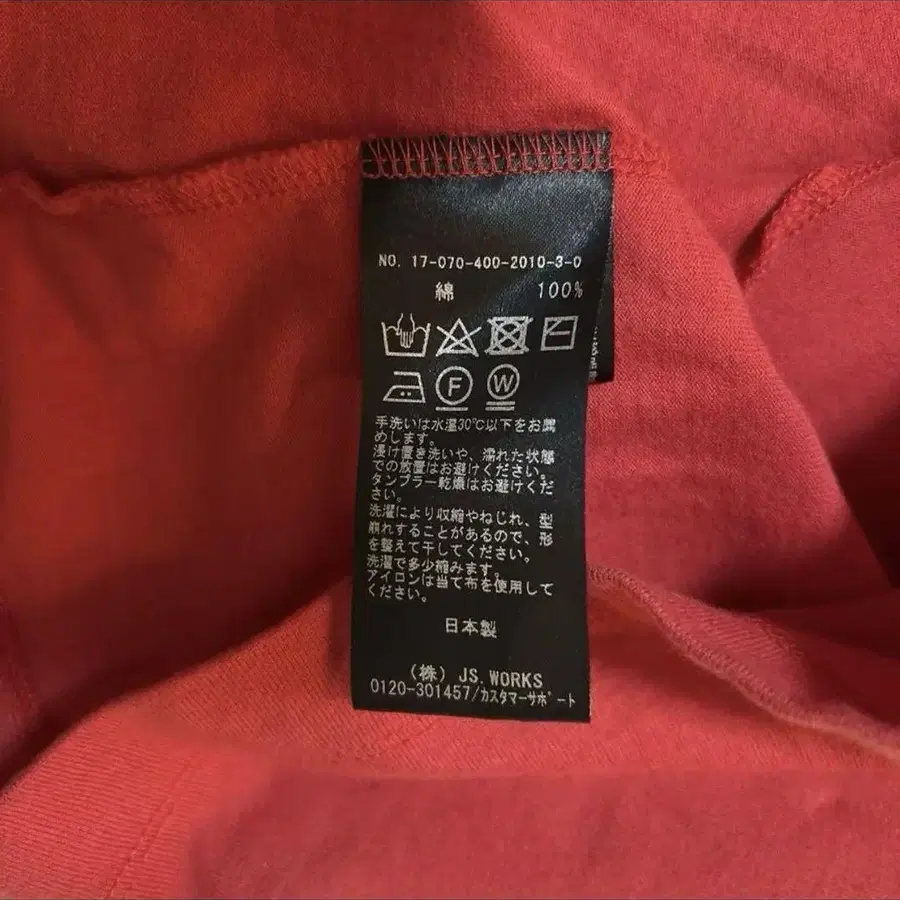 NO. 17-070-400-2010-3-0
綿 100%
F W
手洗いは水温30℃以下をお薦
めします。
浸け置き洗いや、濡れた状態
での放置はお避けください。
タンブラー乾燥はお避けくだ
さい。
洗濯により収縮やねじれ、型
崩れすることがあるので、形
を整えて干してください。
洗濯で多少縮みます。
アイロンは当て布を使用して
ください。
日本製
(株) JS.WORKS
0120-301457/カスタマーサポート